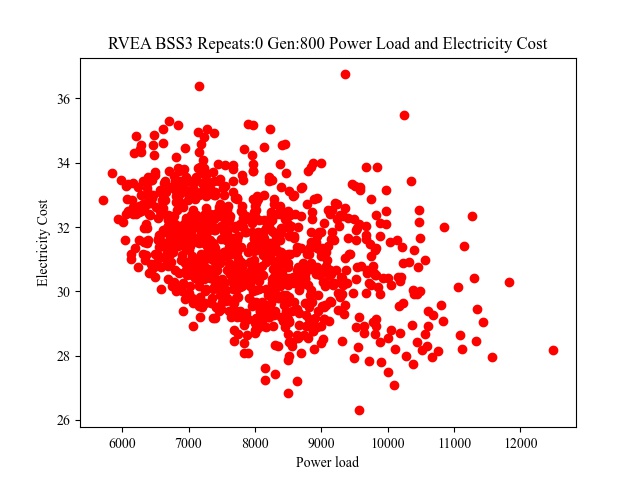 RVEA BSS3 Repeats:0 Gen:800 Power Load and Electricity Cost
36
34
32
30
28
26
Electricity Cost
6000 7000 8000 9000 10000 11000 12000
Power load